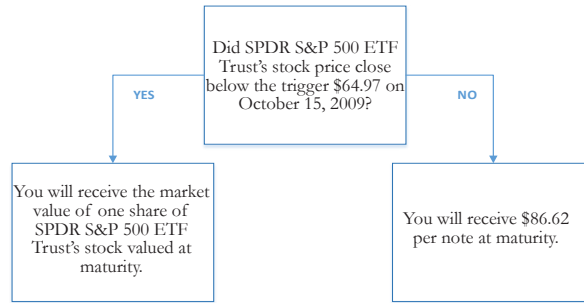 Did SPDR S&P 500 ETF
Trust's stock price close
below the trigger $64.97 on
October 15, 2009?
YES
NO
You will receive the market
value of one share of
SPDR S&P 500 ETF
Trust's stock valued at
maturity.
You will receive $86.62
per note at maturity.